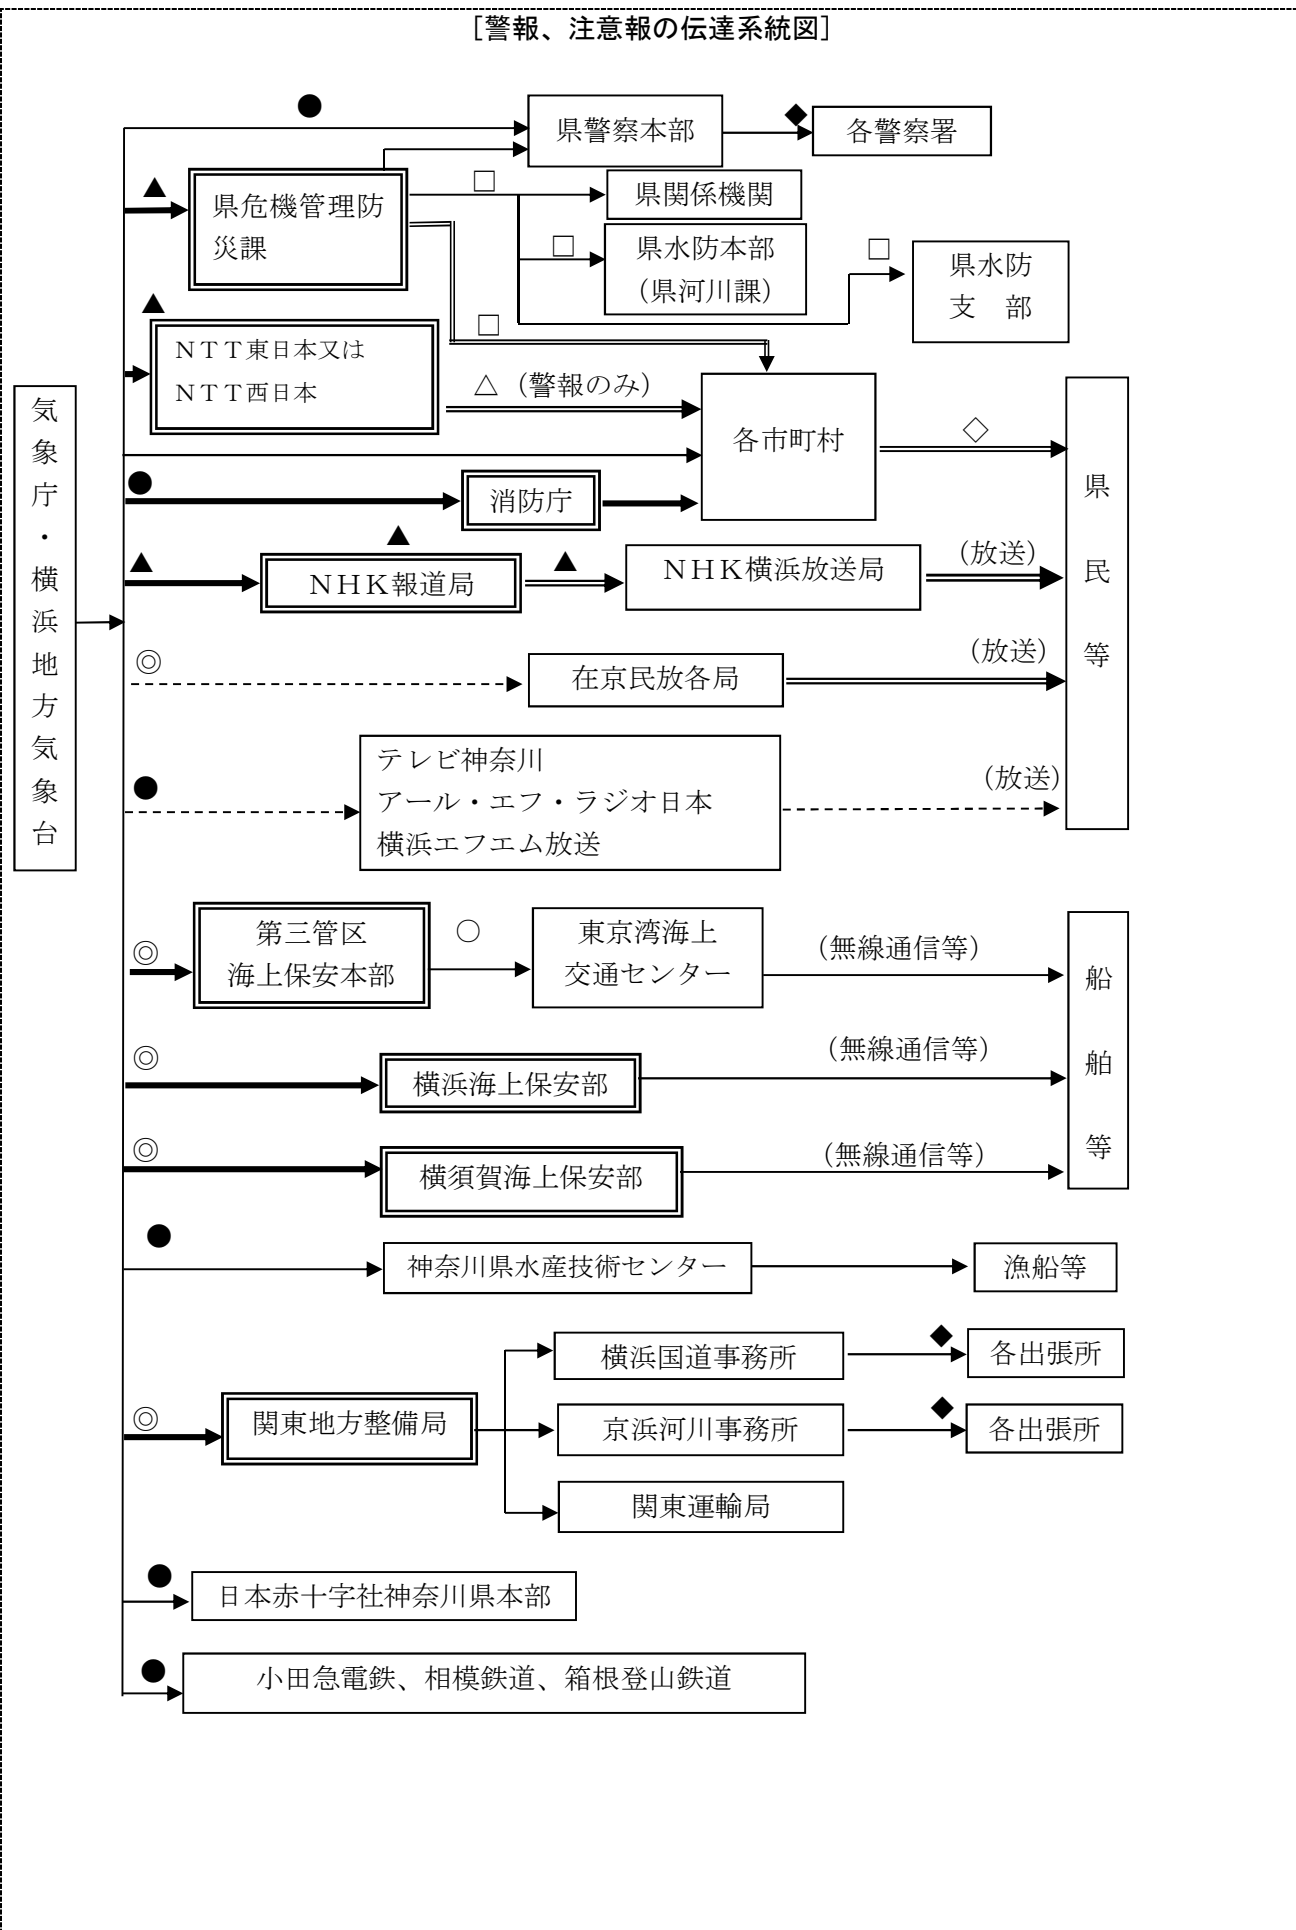 ［警報、注意報の伝達系統図］
●
県警察本部
◆
各警察署
▲
県危機管理防
災課
□
県関係機関
□
県水防本部
（県河川課）
□
県水防
支　部
▲
ＮＴＴ東日本又は
ＮＴＴ西日本
□
△（警報のみ）
各市町村
◇
気象庁・横浜地方気象台
県民等
●
消防庁
▲
▲
ＮＨＫ報道局
▲
ＮＨＫ横浜放送局
（放送）
◎
在京民放各局
（放送）
●
テレビ神奈川
アール・エフ・ラジオ日本
横浜エフエム放送
（放送）
◎
第三管区
海上保安本部
○
東京湾海上
交通センター
（無線通信等）
船舶等
◎
横浜海上保安部
（無線通信等）
◎
横須賀海上保安部
（無線通信等）
●
神奈川県水産技術センター
漁船等
横浜国道事務所
◆
各出張所
◎
関東地方整備局
京浜河川事務所
◆
各出張所
関東運輸局
●
日本赤十字社神奈川県本部
●
小田急電鉄、相模鉄道、箱根登山鉄道